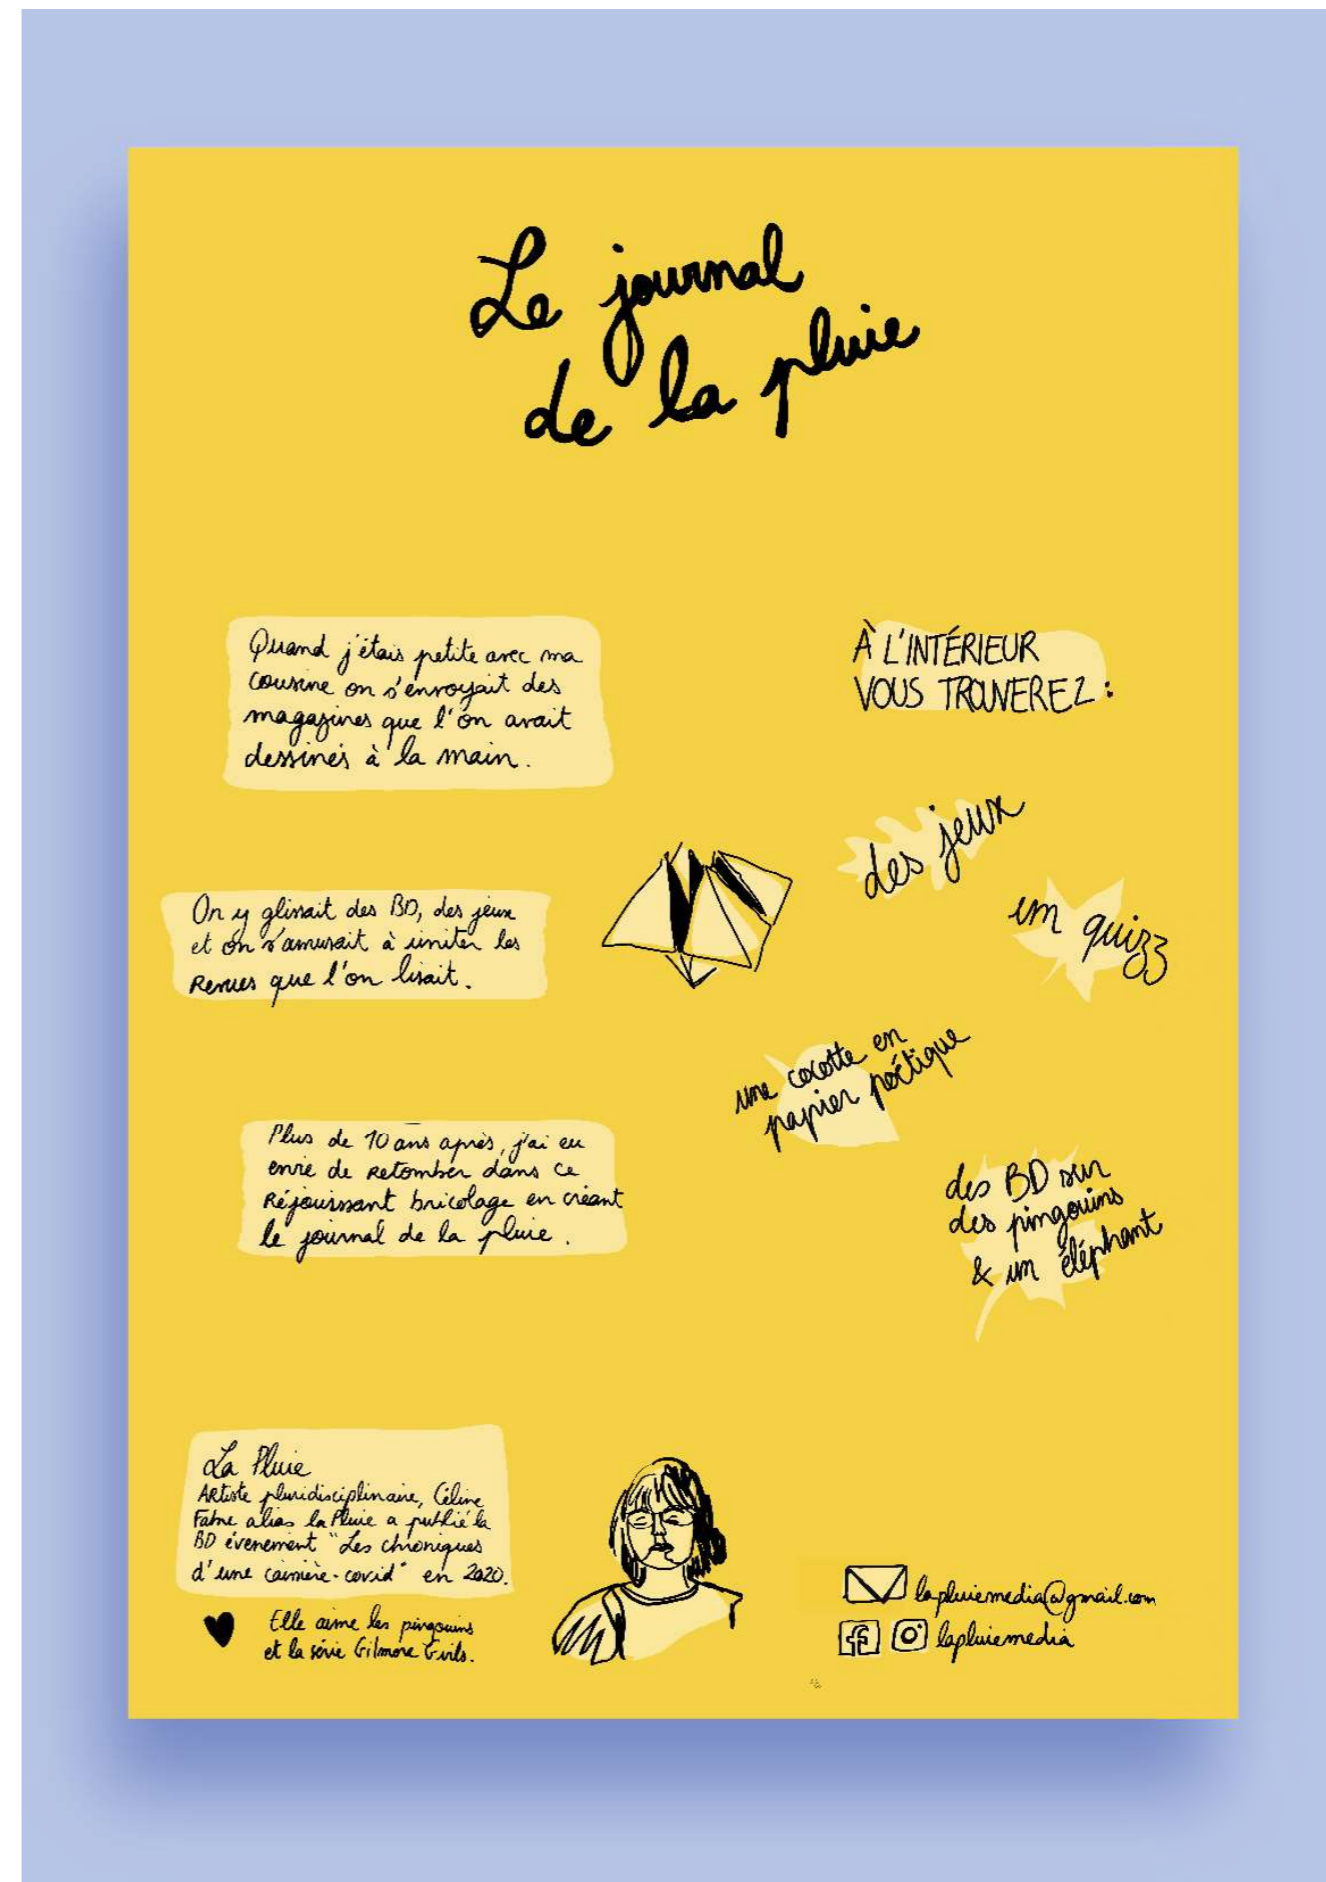 Le journal
de la pluie
Quand j'étais petite avec ma
cousine on s'envoyait des
magazines que l'on avait
dessinés à la main.
On y glissait des BD, des jeux
et on s'amusait à imiter les
Revues que l'on lisait.
Plus de 10 ans après, j'ai eu
envie de retomber dans ce
Réjouissant bricolage en créant
le journal de la pluie.
À L'INTÉRIEUR
VOUS TROUVEREZ :
des jeux
un quizz
une cocotte en
papier poétique
des BD sur
des pingouins
& un éléphant
La Pluie
Artiste pluridisciplinaire, Céline
Fabre alias la Pluie a publié la
BD évenement "Les chroniques
d'une caissière-covid" en 2020.
Elle aime les pingouins
et la série Gilmore Girls.
lapluiemedia@gmail.com
lapluiemedia